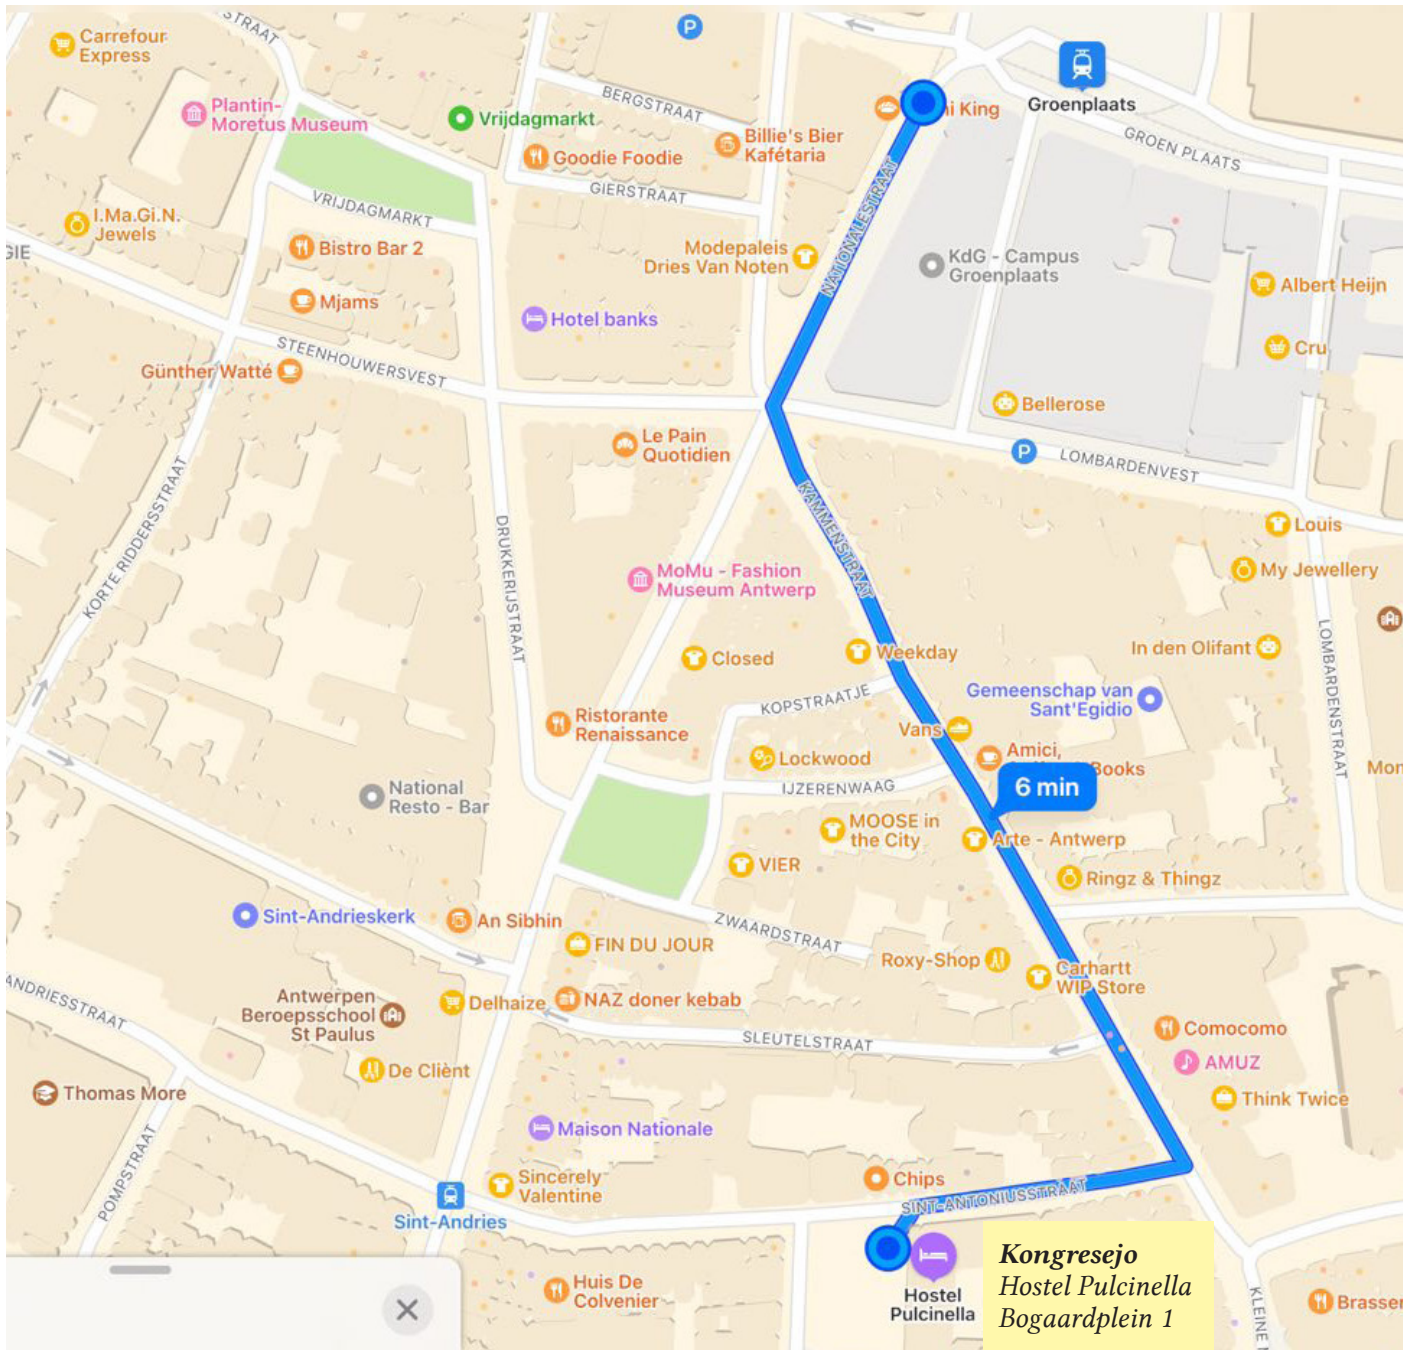 STRAAT
Carrefour
Express
P
Groenplaats
Plantin-
Moretus Museum
Vrijdagmarkt
BERGSTRAAT
Billie's Bier
Kafétaria
King
GROEN PLAATS
Goodie Foodie
GIERSTRAAT
VRIJDAGMARKT
I.Ma.Gi.N.
Jewels
Bistro Bar 2
Modepaleis
Dries Van Noten
NATIONALESTRAAT
KdG - Campus
Groenplaats
GIE
Mjams
Albert Heijn
Hotel banks
Cru
STEENHOUWERSVEST
Günther Watté
Bellerose
Le Pain
Quotidien
P
LOMBARDENVEST
KORTE RIDDERSSTRAAT
DRUKKERIJSTRAAT
KAMMENSTRAAT
Louis
MoMu - Fashion
Museum Antwerp
My Jewellery
Closed
Weekday
In den Olifant
LOMBARDENSTRAAT
KOPSTRAATJE
Gemeenschap van
Sant'Egidio
Ristorante
Renaissance
Vans
Lockwood
Amici,
Books
Mon
National
Resto - Bar
IJZERENWAAG
6 min
MOOSE in
the City
Arte - Antwerp
VIER
Ringz & Thingz
Sint-Andrieskerk
An Sibhin
ZWAARDSTRAAT
FIN DU JOUR
Roxy-Shop
Carhartt
WIP Store
ANDRIESSTRAAT
Antwerpen
Beroepsschool
St Paulus
Delhaize
NAZ doner kebab
SLEUTELSTRAAT
Comocomo
De Cliènt
AMUZ
Thomas More
Think Twice
Maison Nationale
POMPSTRAAT
Sincerely
Valentine
Chips
SINT-ANTONIUSSTRAAT
Sint-Andries
Kongresejo
Hostel Pulcinella
Bogaardplein 1
Huis De
Colvenier
Hostel
Pulcinella
KLEINE
Brasser